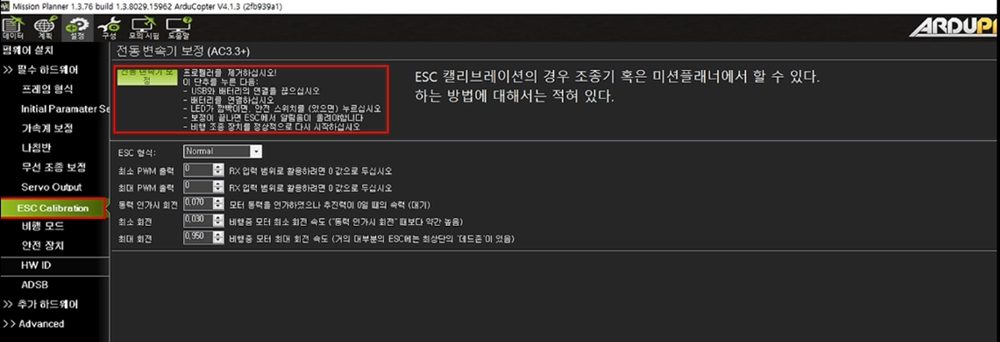 Mission Planner 1.3.76 build 1.3.8029.15962 ArduCopter V4.1.3 (2fb939a1)
데이터 계획 설정 구성 모의 시험 도움말
ARDUPI
펌웨어 설치
>> 필수 하드웨어
프레임 형식
Initial Paramater Se
가속계 보정
나침반
무선 조종 보정
Servo Output
ESC Calibration
비행 모드
안전 장치
HW ID
ADSB
>> 추가 하드웨어
>> Advanced
전동 변속기 보정 (AC3.3+)
전동 변속기 보
정
프로펠러를 제거하십시오!
이 단추를 누른 다음:
- USB와 배터리의 연결을 끊으십시오
- 배터리를 연결하십시오
- LED가 깜빡이면, 안전 스위치를 (있으면) 누르십시오
- 보정이 끝나면 ESC에서 알림음이 울려야합니다
- 비행 조종 장치를 정상적으로 다시 시작하십시오
ESC 캘리브레이션의 경우 조종기 혹은 미션플래너에서 할 수 있다.
하는 방법에 대해서는 적혀 있다.
ESC 형식: Normal
최소 PWM 출력 0 RX 입력 범위로 활용하려면 0 값으로 두십시오
최대 PWM 출력 0 RX 입력 범위로 활용하려면 0 값으로 두십시오
동력 인가시 회전 0,070 모터 동력을 인가하였으나 추진력이 0일 때의 속력 (대기)
최소 회전 0,030 비행중 모터 최소 회전 속도 ("동력 인가시 회전" 때보다 약간 높음)
최대 회전 0,950 비행중 모터 최대 회전 속도 (거의 대부분의 ESC에는 최상단의 '데드존'이 있음)